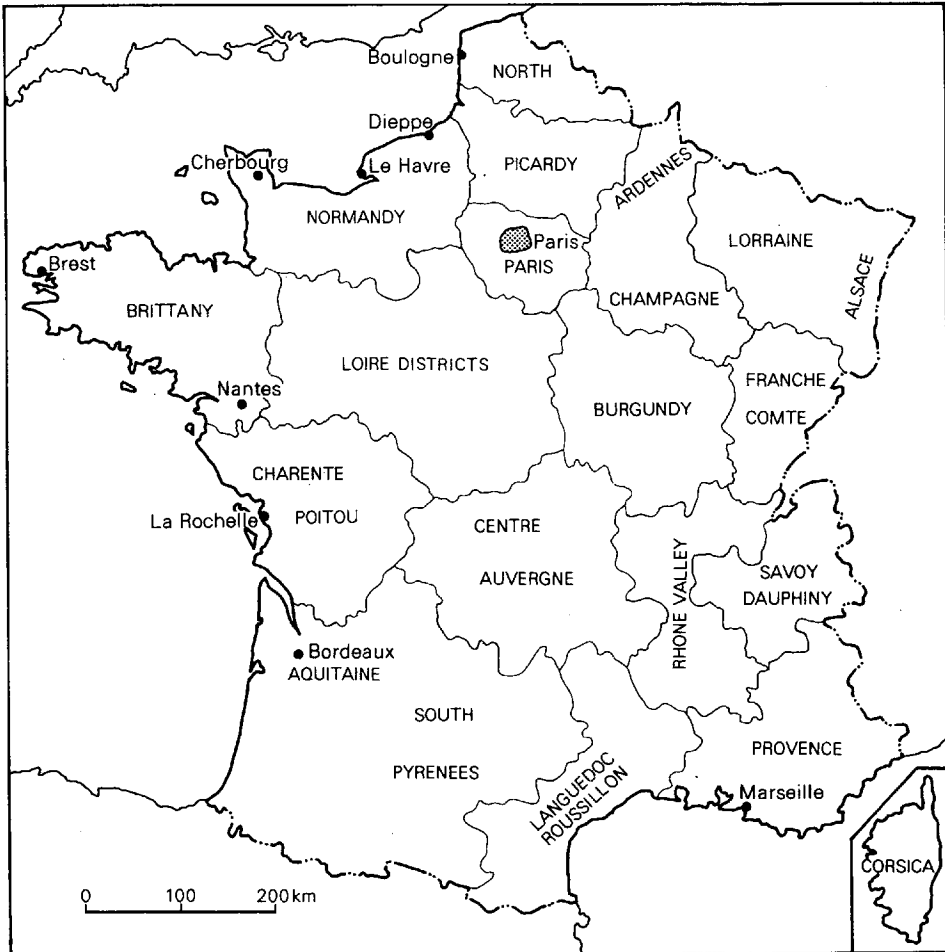 Boulogne
NORTH
Dieppe
Cherbourg
Le Havre
PICARDY
ARDENNES
NORMANDY
Paris
PARIS
LORRAINE
ALSACE
Brest
BRITTANY
CHAMPAGNE
LOIRE DISTRICTS
FRANCHE
COMTE
Nantes
BURGUNDY
CHARENTE
POITOU
La Rochelle
CENTRE
AUVERGNE
RHONE VALLEY
SAVOY
DAUPHINY
Bordeaux
AQUITAINE
SOUTH
PYRENEES
PROVENCE
LANGUEDOC
ROUSSILLON
Marseille
CORSICA
0 100 200 km